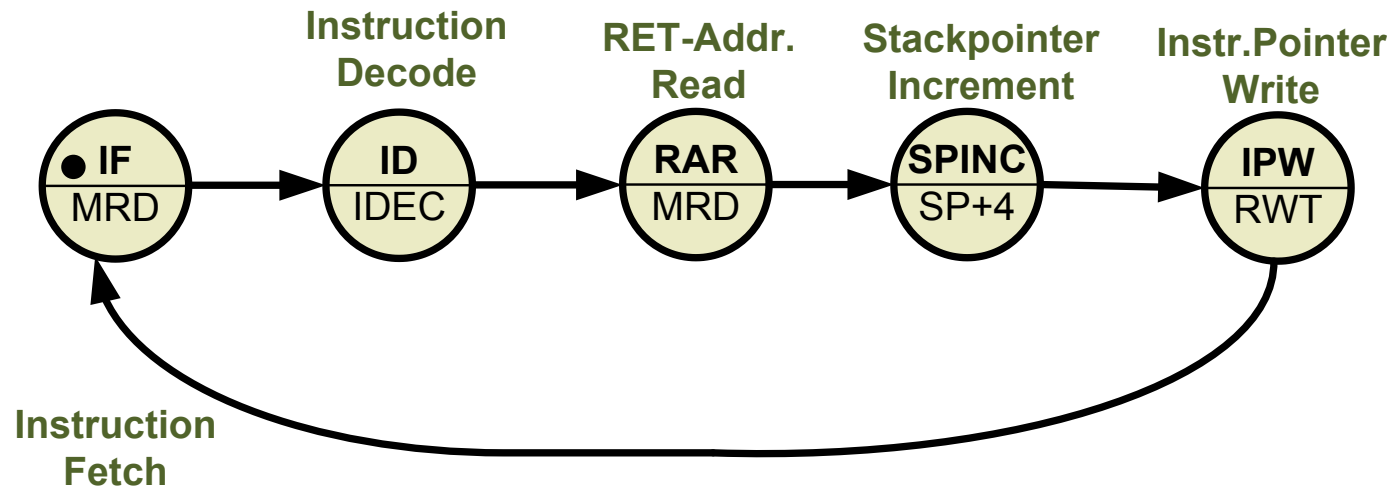 Instruction
Decode
RET-Addr.
Read
Stackpointer
Increment
Instr.Pointer
Write
IF
MRD
ID
IDEC
RAR
MRD
SPINC
SP+4
IPW
RWT
Instruction
Fetch